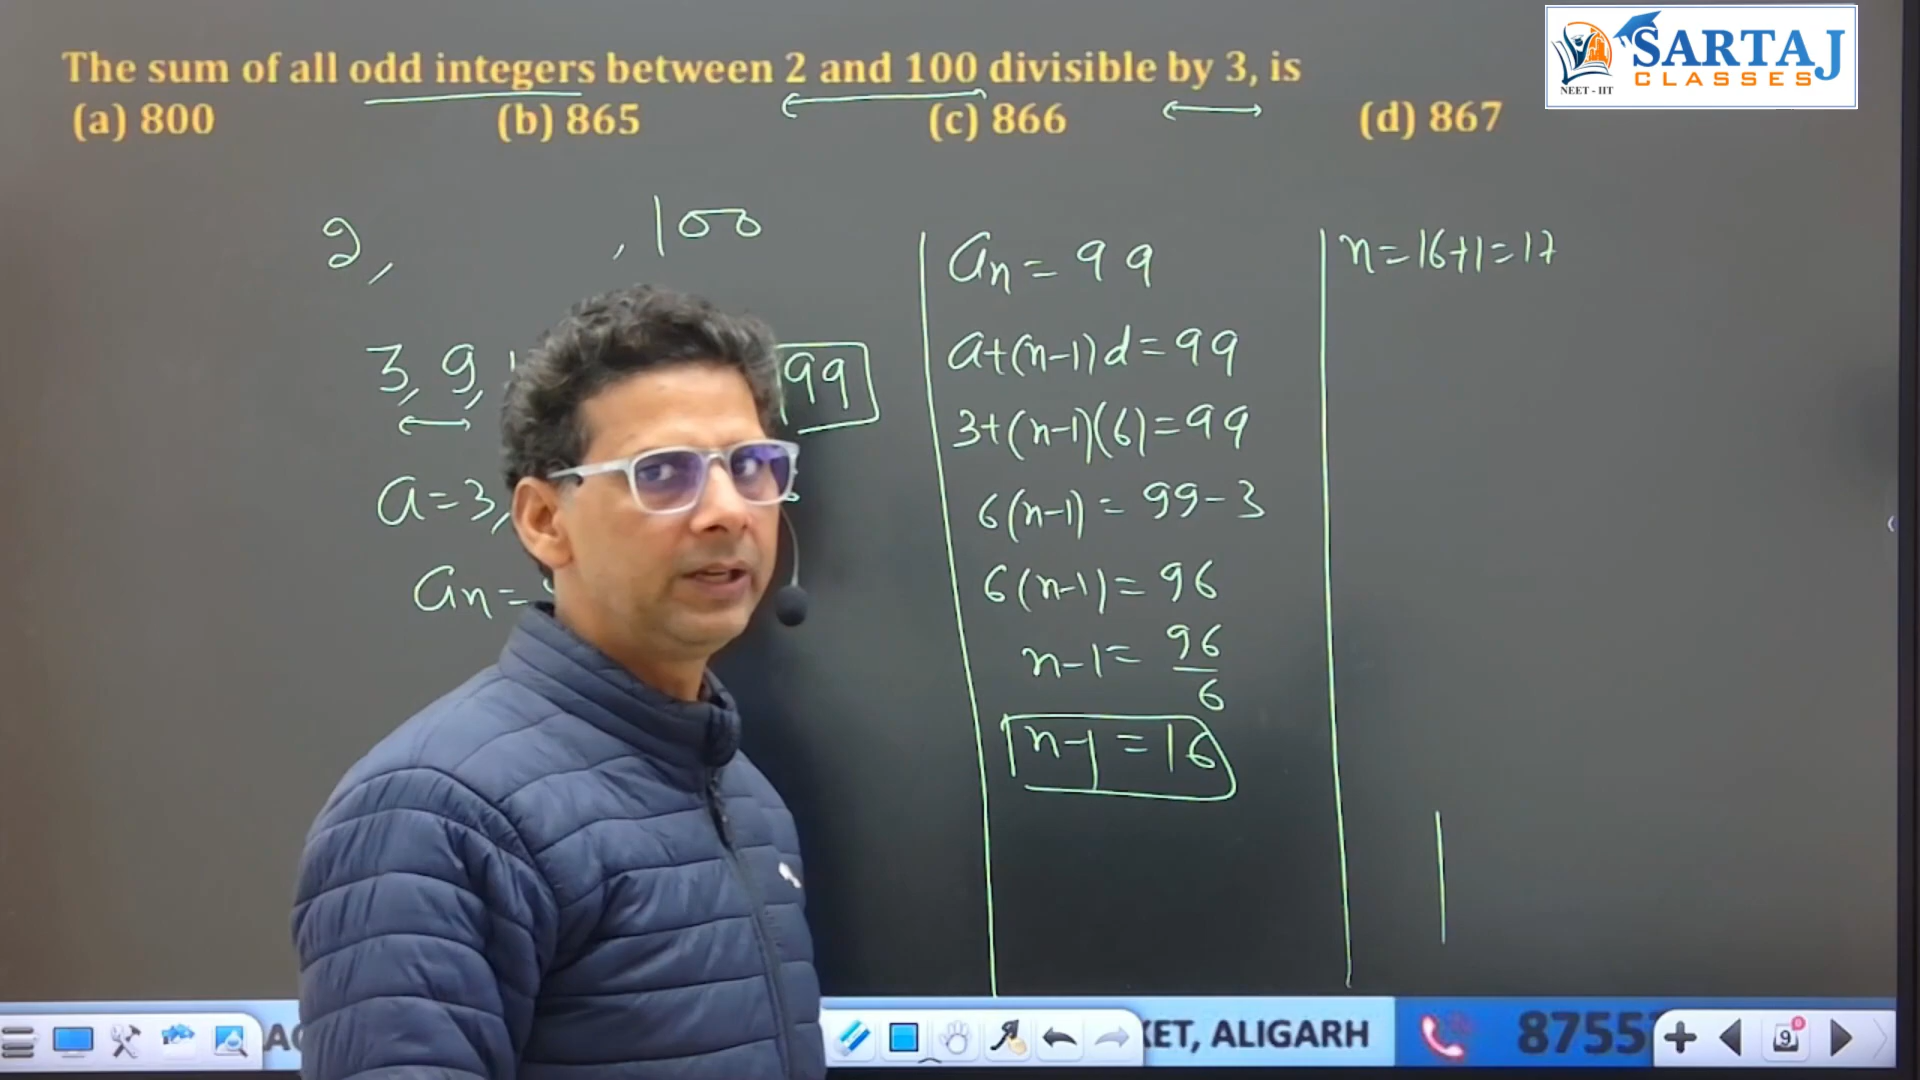 The sum of all odd integers between 2 and 100 divisible by 3, is
(a) 800 (b) 865 (c) 866 (d) 867
SARTAJ
CLASSES
NEET - IIT
2, , 100
3, 9, 99
a=3,
an=
an = 99
a+(n-1)d=99
3+(n-1)(6)=99
6(n-1) = 99-3
6(n-1)=96
n-1= 96/6
n-1=16
n=16+1=17
KET, ALIGARH
8755
9